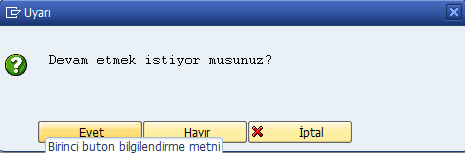 Uyarı
Devam etmek istiyor musunuz?
Evet Hayır İptal
Birinci buton bilgilendirme metni